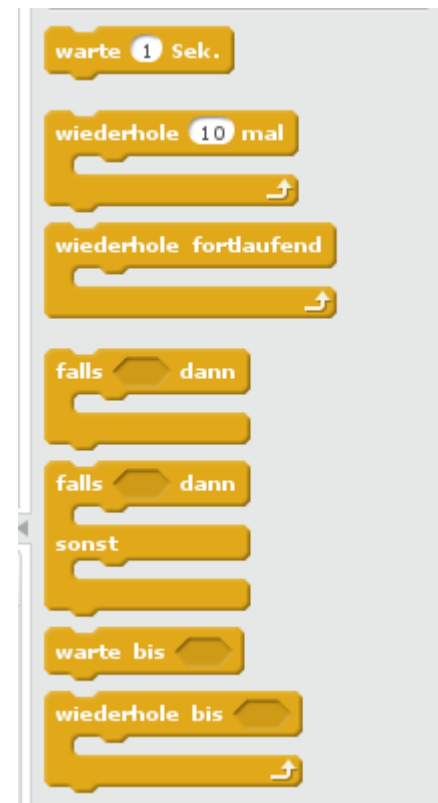 warte 1 Sek.
wiederhole 10 mal
wiederhole fortlaufend
falls dann
falls dann
sonst
warte bis
wiederhole bis